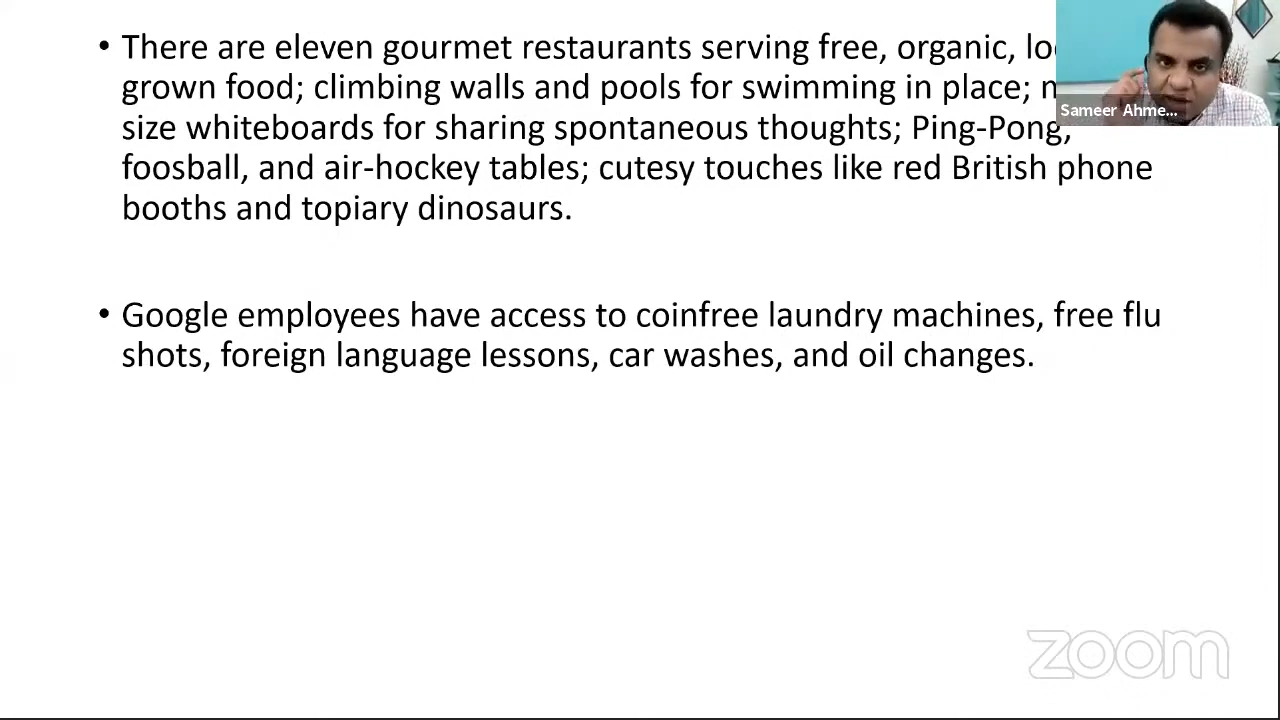 • There are eleven gourmet restaurants serving free, organic,
grown food; climbing walls and pools for swimming in place;
size whiteboards for sharing spontaneous thoughts; Ping-Pong,
foosball, and air-hockey tables; cutesy touches like red British phone
booths and topiary dinosaurs.
• Google employees have access to coinfree laundry machines, free flu
shots, foreign language lessons, car washes, and oil changes.
Sameer Ahme...
zoom